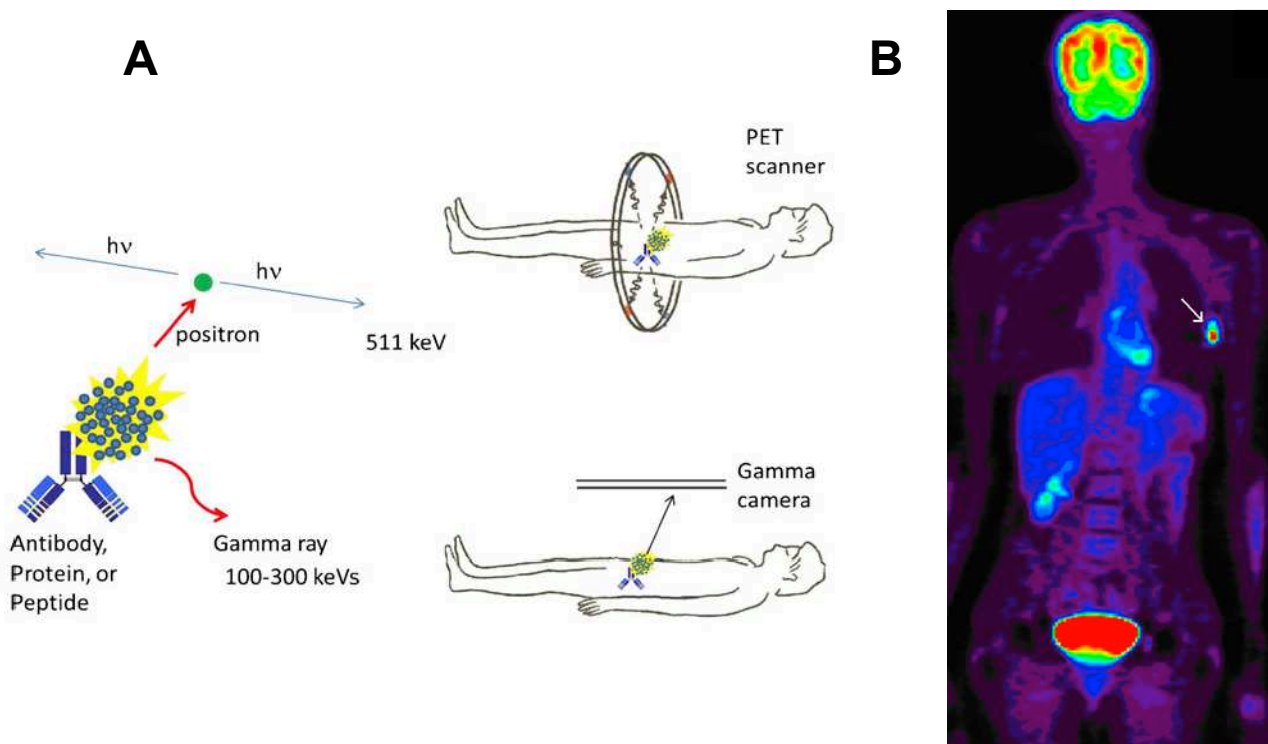 A
B
PET
scanner
hν
hν
positron
511 keV
Gamma
camera
Antibody,
Protein, or
Peptide
Gamma ray
100-300 keVs